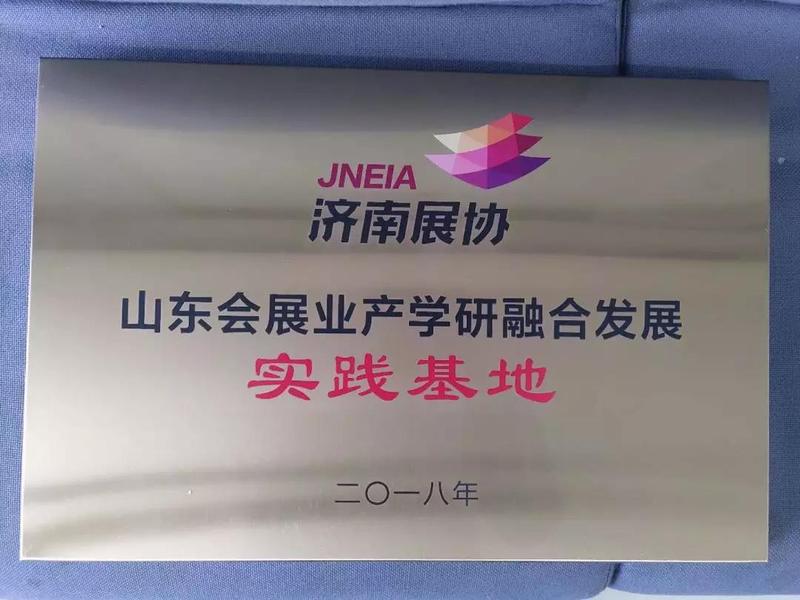 JNEIA
济南展协
山东会展业产学研融合发展
实践基地
二〇一八年